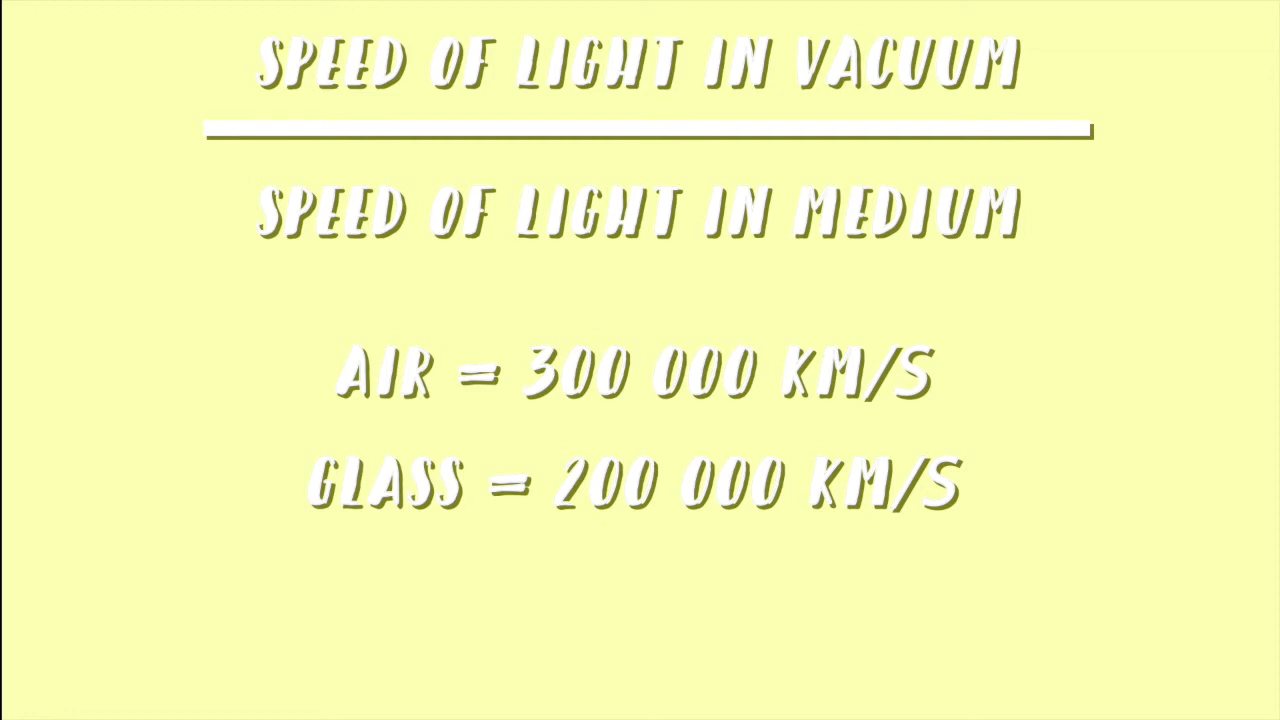 SPEED OF LIGHT IN VACUUM
SPEED OF LIGHT IN MEDIUM
AIR = 300 000 KM/S
GLASS = 200 000 KM/S